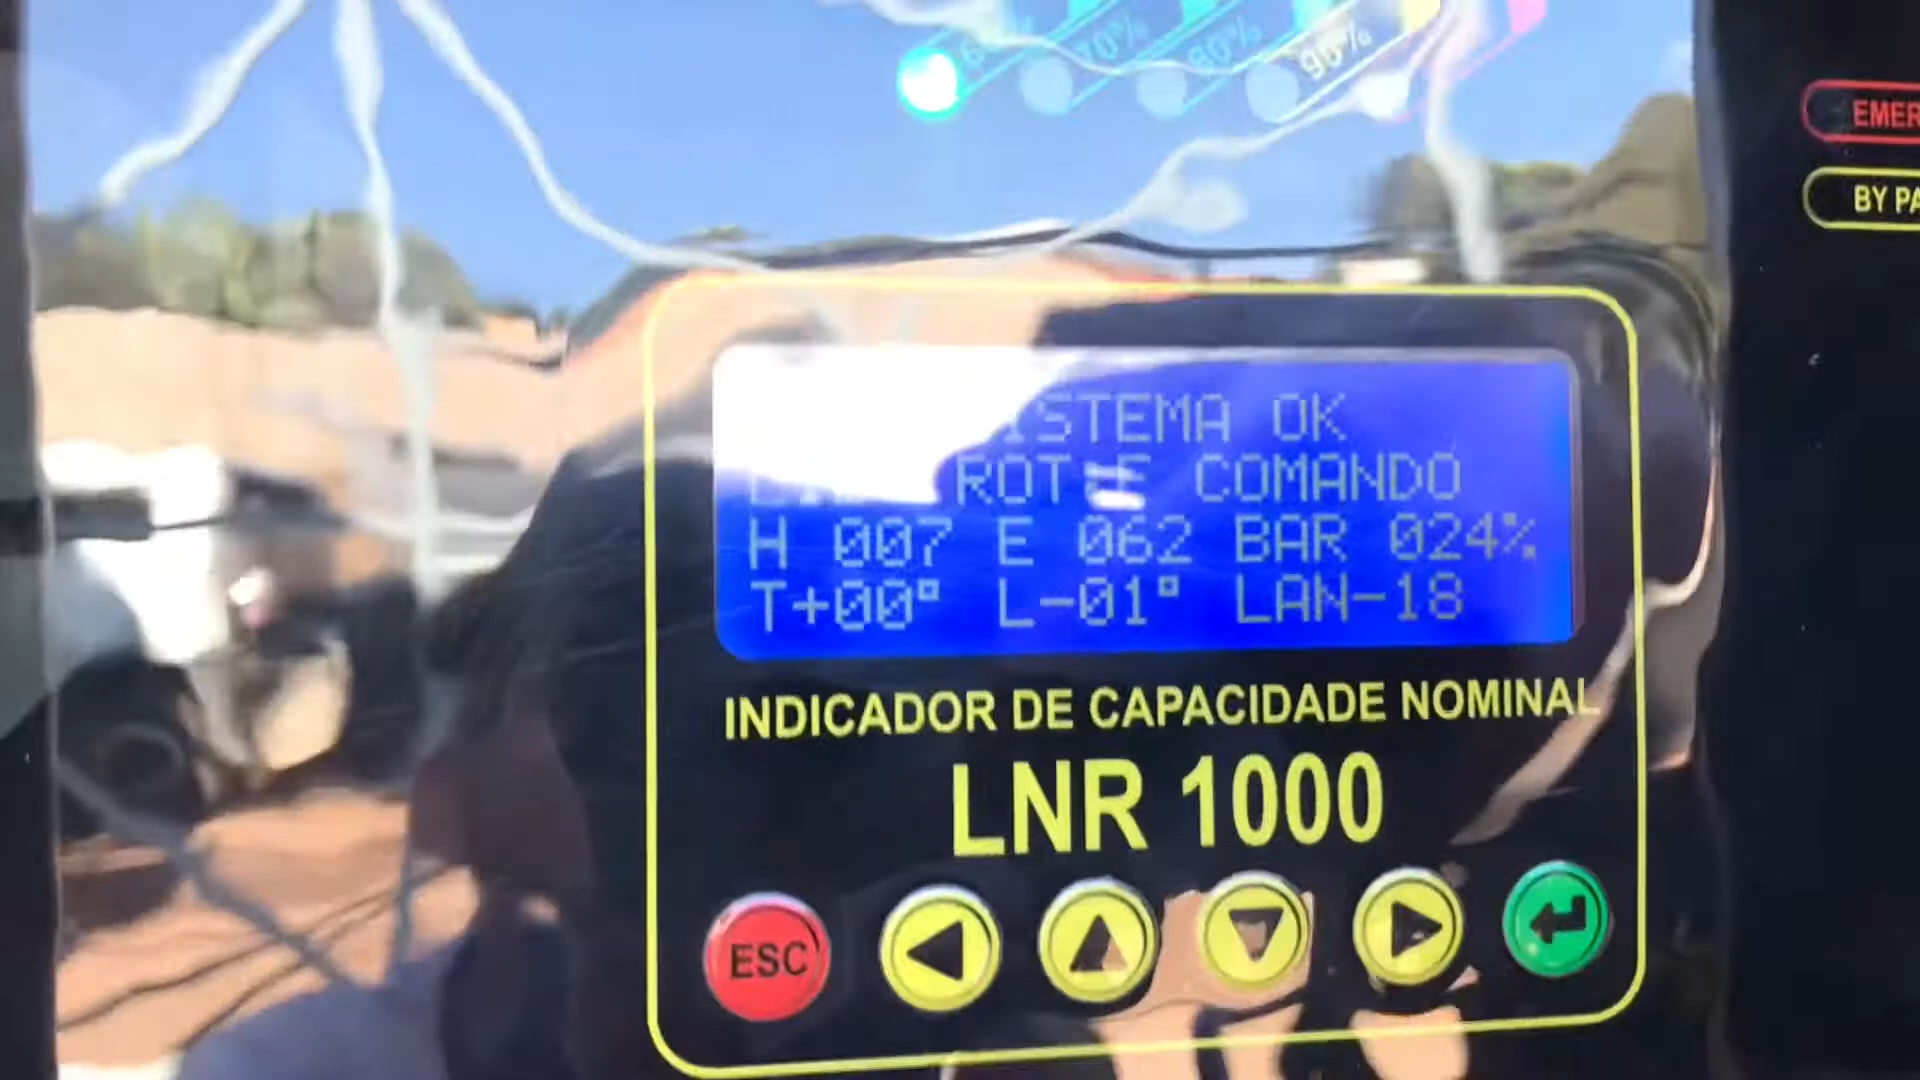 70%
80%
90%
EMER
BY PA
ISTEMA OK
ROT COMANDO
H 007 E 062 BAR 024%
T+00° L-01° LAN-18
INDICADOR DE CAPACIDADE NOMINAL
LNR 1000
ESC